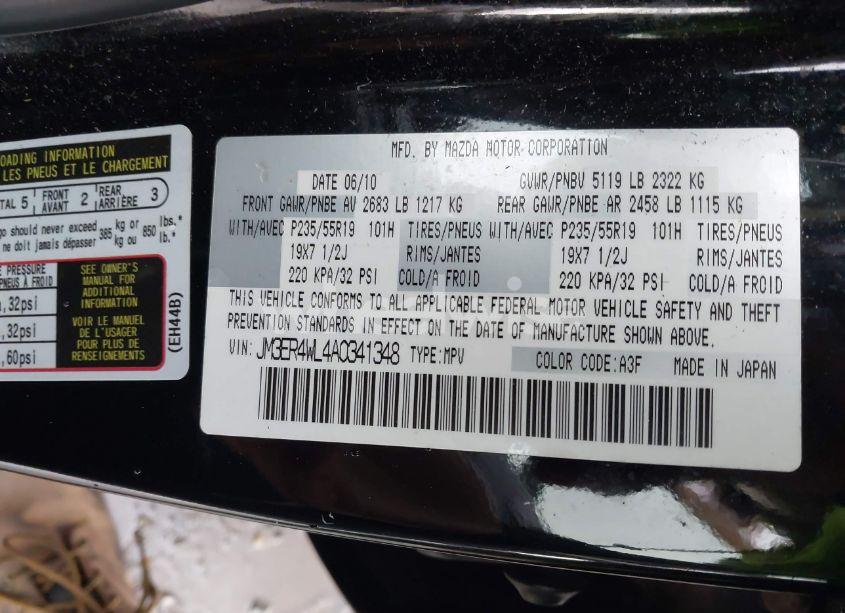 OADING INFORMATION
LES PNEUS ET LE CHARGEMENT
TAL 5 FRONT AVANT 2 REAR ARRIÈRE 3
go should never exceed 385 kg or 850 lbs.*
ne doit jamais dépasser kg ou lb.*
E PRESSURE
PNEUS À FROID
32psi
32psi
60psi
SEE OWNER'S
MANUAL FOR
ADDITIONAL
INFORMATION
VOIR LE MANUEL
DE L'USAGER
POUR PLUS DE
RENSEIGNEMENTS
(EH44B)
MFD. BY MAZDA MOTOR CORPORATION
DATE 06/10 GVWR/PNBV 5119 LB 2322 KG
FRONT GAWR/PNBE AV 2683 LB 1217 KG REAR GAWR/PNBE AR 2458 LB 1115 KG
WITH/AVEC P235/55R19 101H TIRES/PNEUS WITH/AVEC P235/55R19 101H TIRES/PNEUS
19X7 1/2J RIMS/JANTES 19X7 1/2J RIMS/JANTES
220 KPA/32 PSI COLD/A FROID 220 KPA/32 PSI COLD/A FROID
THIS VEHICLE CONFORMS TO ALL APPLICABLE FEDERAL MOTOR VEHICLE SAFETY AND THEFT
PREVENTION STANDARDS IN EFFECT ON THE DATE OF MANUFACTURE SHOWN ABOVE.
VIN: JM3ER4WL4A0341348 TYPE:MPV COLOR CODE:A3F MADE IN JAPAN